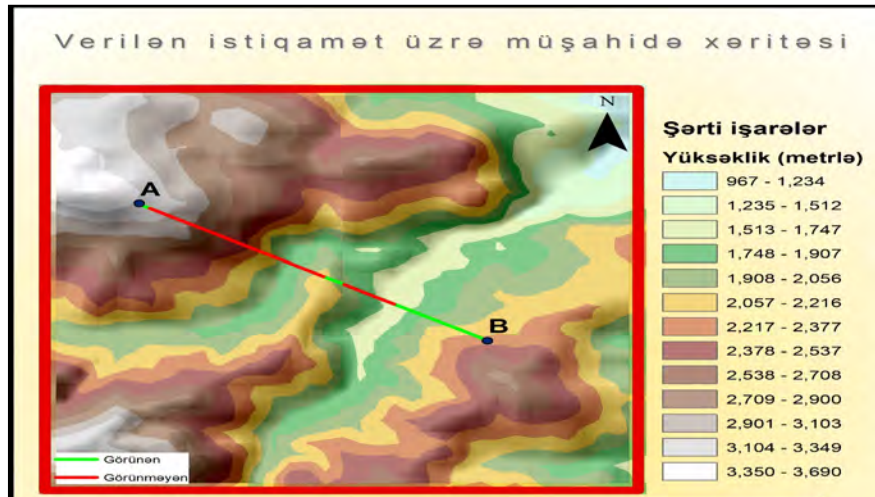 Verilən istiqamət üzrə müşahidə xəritəsi
N
A
B
Görünən
Görünməyən
Şərti işarələr
Yüksəklik (metrlə)
967 - 1,234
1,235 - 1,512
1,513 - 1,747
1,748 - 1,907
1,908 - 2,056
2,057 - 2,216
2,217 - 2,377
2,378 - 2,537
2,538 - 2,708
2,709 - 2,900
2,901 - 3,103
3,104 - 3,349
3,350 - 3,690